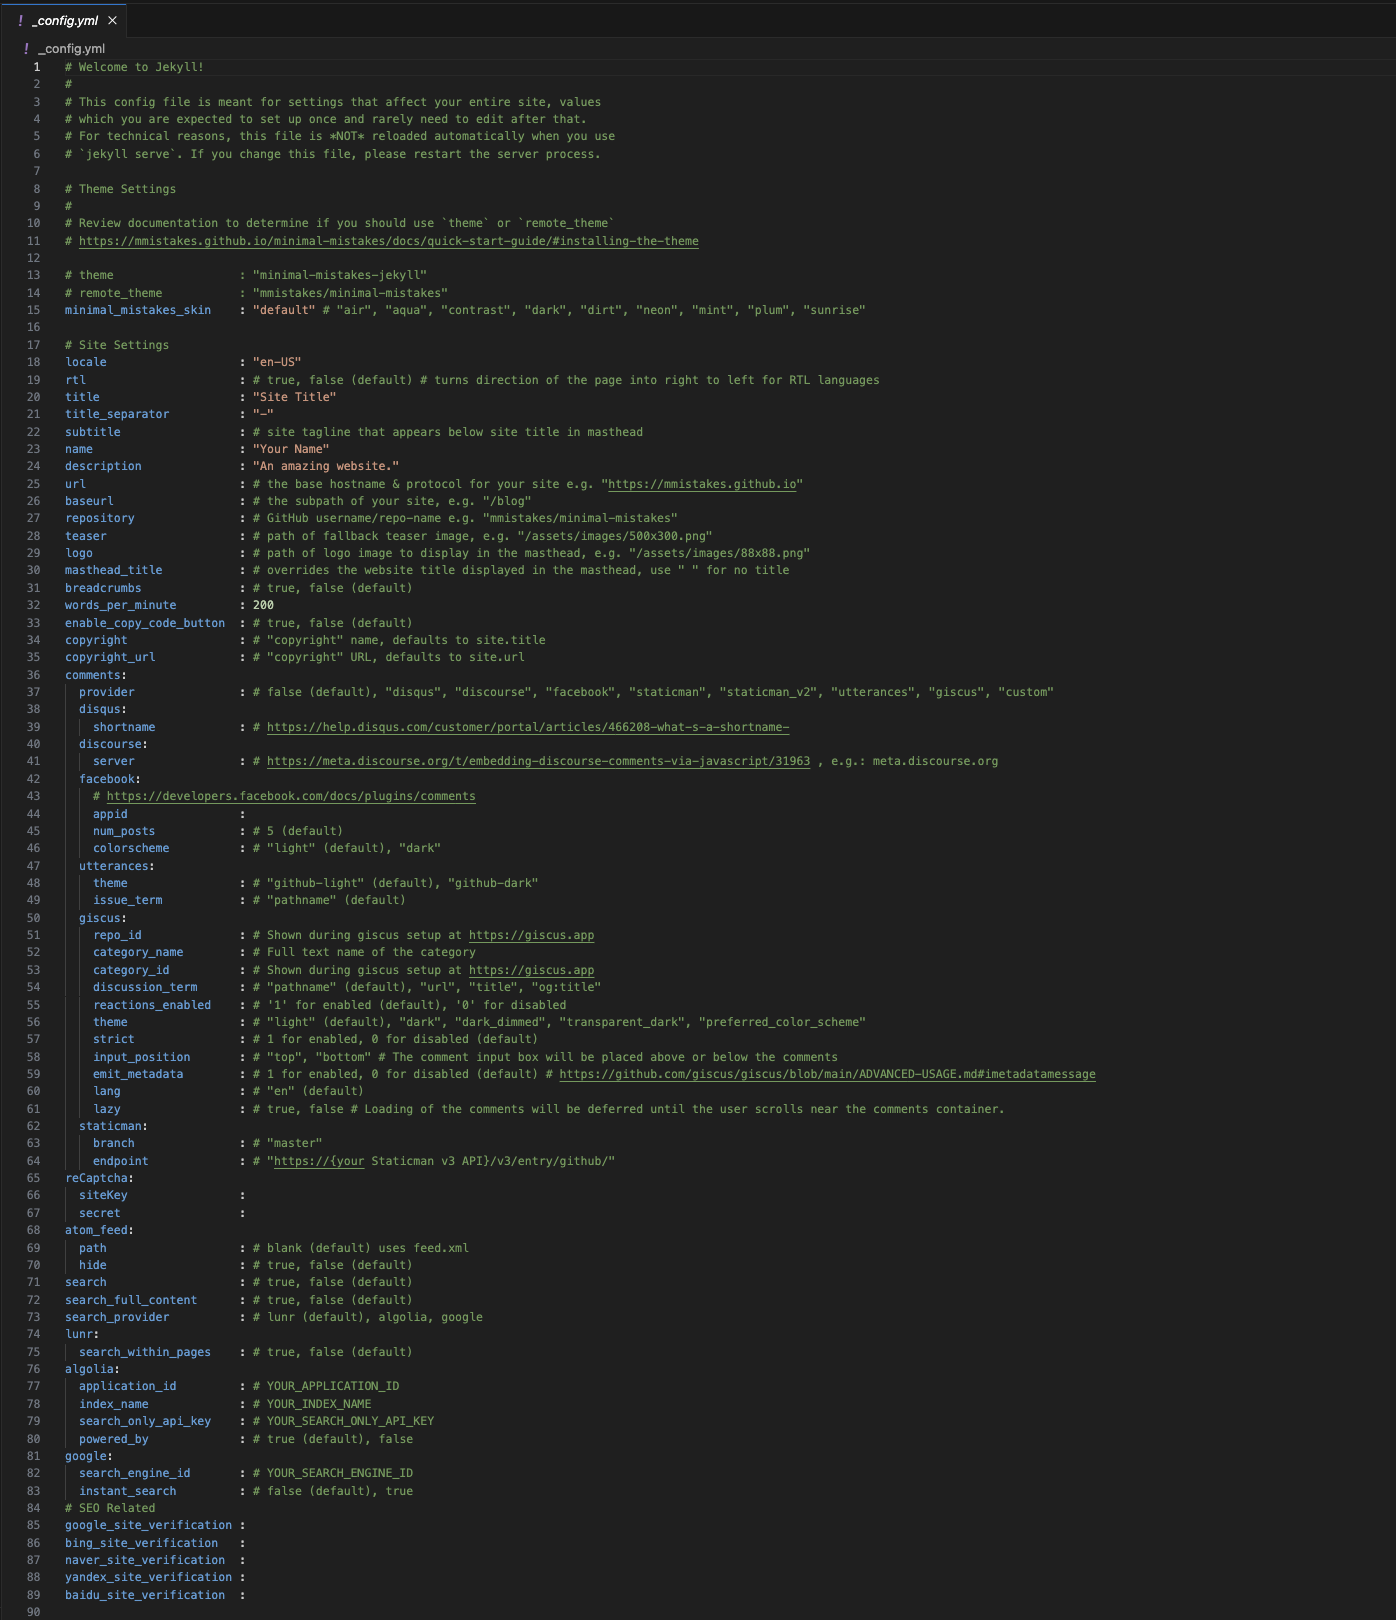 ! _config.yml ×
! _config.yml
1 # Welcome to Jekyll!
2 #
3 # This config file is meant for settings that affect your entire site, values
4 # which you are expected to set up once and rarely need to edit after that.
5 # For technical reasons, this file is *NOT* reloaded automatically when you use
6 # `jekyll serve`. If you change this file, please restart the server process.
7
8 # Theme Settings
9 #
10 # Review documentation to determine if you should use `theme` or `remote_theme`
11 # https://mmistakes.github.io/minimal-mistakes/docs/quick-start-guide/#installing-the-theme
12
13 # theme : "minimal-mistakes-jekyll"
14 # remote_theme : "mmistakes/minimal-mistakes"
15 minimal_mistakes_skin : "default" # "air", "aqua", "contrast", "dark", "dirt", "neon", "mint", "plum", "sunrise"
16
17 # Site Settings
18 locale : "en-US"
19 rtl : # true, false (default) # turns direction of the page into right to left for RTL languages
20 title : "Site Title"
21 title_separator : "-"
22 subtitle : # site tagline that appears below site title in masthead
23 name : "Your Name"
24 description : "An amazing website."
25 url : # the base hostname & protocol for your site e.g. "https://mmistakes.github.io"
26 baseurl : # the subpath of your site, e.g. "/blog"
27 repository : # GitHub username/repo-name e.g. "mmistakes/minimal-mistakes"
28 teaser : # path of fallback teaser image, e.g. "/assets/images/500x300.png"
29 logo : # path of logo image to display in the masthead, e.g. "/assets/images/88x88.png"
30 masthead_title : # overrides the website title displayed in the masthead, use " " for no title
31 breadcrumbs : # true, false (default)
32 words_per_minute : 200
33 enable_copy_code_button : # true, false (default)
34 copyright : # "copyright" name, defaults to site.title
35 copyright_url : # "copyright" URL, defaults to site.url
36 comments:
37 provider : # false (default), "disqus", "discourse", "facebook", "staticman", "staticman_v2", "utterances", "giscus", "custom"
38 disqus:
39 shortname : # https://help.disqus.com/customer/portal/articles/466208-what-s-a-shortname-
40 discourse:
41 server : # https://meta.discourse.org/t/embedding-discourse-comments-via-javascript/31963 , e.g.: meta.discourse.org
42 facebook:
43 # https://developers.facebook.com/docs/plugins/comments
44 appid :
45 num_posts : # 5 (default)
46 colorscheme : # "light" (default), "dark"
47 utterances:
48 theme : # "github-light" (default), "github-dark"
49 issue_term : # "pathname" (default)
50 giscus:
51 repo_id : # Shown during giscus setup at https://giscus.app
52 category_name : # Full text name of the category
53 category_id : # Shown during giscus setup at https://giscus.app
54 discussion_term : # "pathname" (default), "url", "title", "og:title"
55 reactions_enabled : # '1' for enabled (default), '0' for disabled
56 theme : # "light" (default), "dark", "dark_dimmed", "transparent_dark", "preferred_color_scheme"
57 strict : # 1 for enabled, 0 for disabled (default)
58 input_position : # "top", "bottom" # The comment input box will be placed above or below the comments
59 emit_metadata : # 1 for enabled, 0 for disabled (default) # https://github.com/giscus/giscus/blob/main/ADVANCED-USAGE.md#imetadatamessage
60 lang : # "en" (default)
61 lazy : # true, false # Loading of the comments will be deferred until the user scrolls near the comments container.
62 staticman:
63 branch : # "master"
64 endpoint : # "https://{your Staticman v3 API}/v3/entry/github/"
65 reCaptcha:
66 siteKey :
67 secret :
68 atom_feed:
69 path : # blank (default) uses feed.xml
70 hide : # true, false (default)
71 search : # true, false (default)
72 search_full_content : # true, false (default)
73 search_provider : # lunr (default), algolia, google
74 lunr:
75 search_within_pages : # true, false (default)
76 algolia:
77 application_id : # YOUR_APPLICATION_ID
78 index_name : # YOUR_INDEX_NAME
79 search_only_api_key : # YOUR_SEARCH_ONLY_API_KEY
80 powered_by : # true (default), false
81 google:
82 search_engine_id : # YOUR_SEARCH_ENGINE_ID
83 instant_search : # false (default), true
84 # SEO Related
85 google_site_verification :
86 bing_site_verification :
87 naver_site_verification :
88 yandex_site_verification :
89 baidu_site_verification :
90